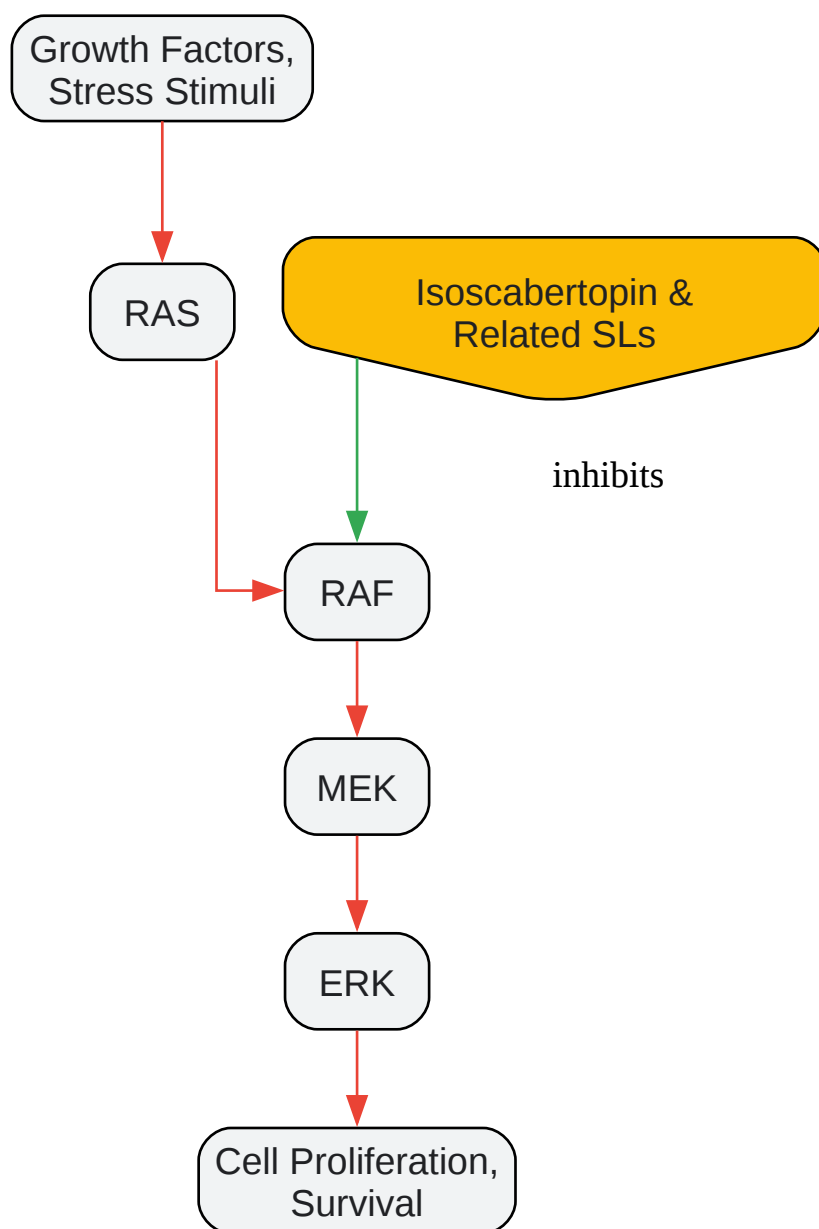 Growth Factors,
Stress Stimuli
RAS
Isoscabertopin &
Related SLs
inhibits
RAF
MEK
ERK
Cell Proliferation,
Survival